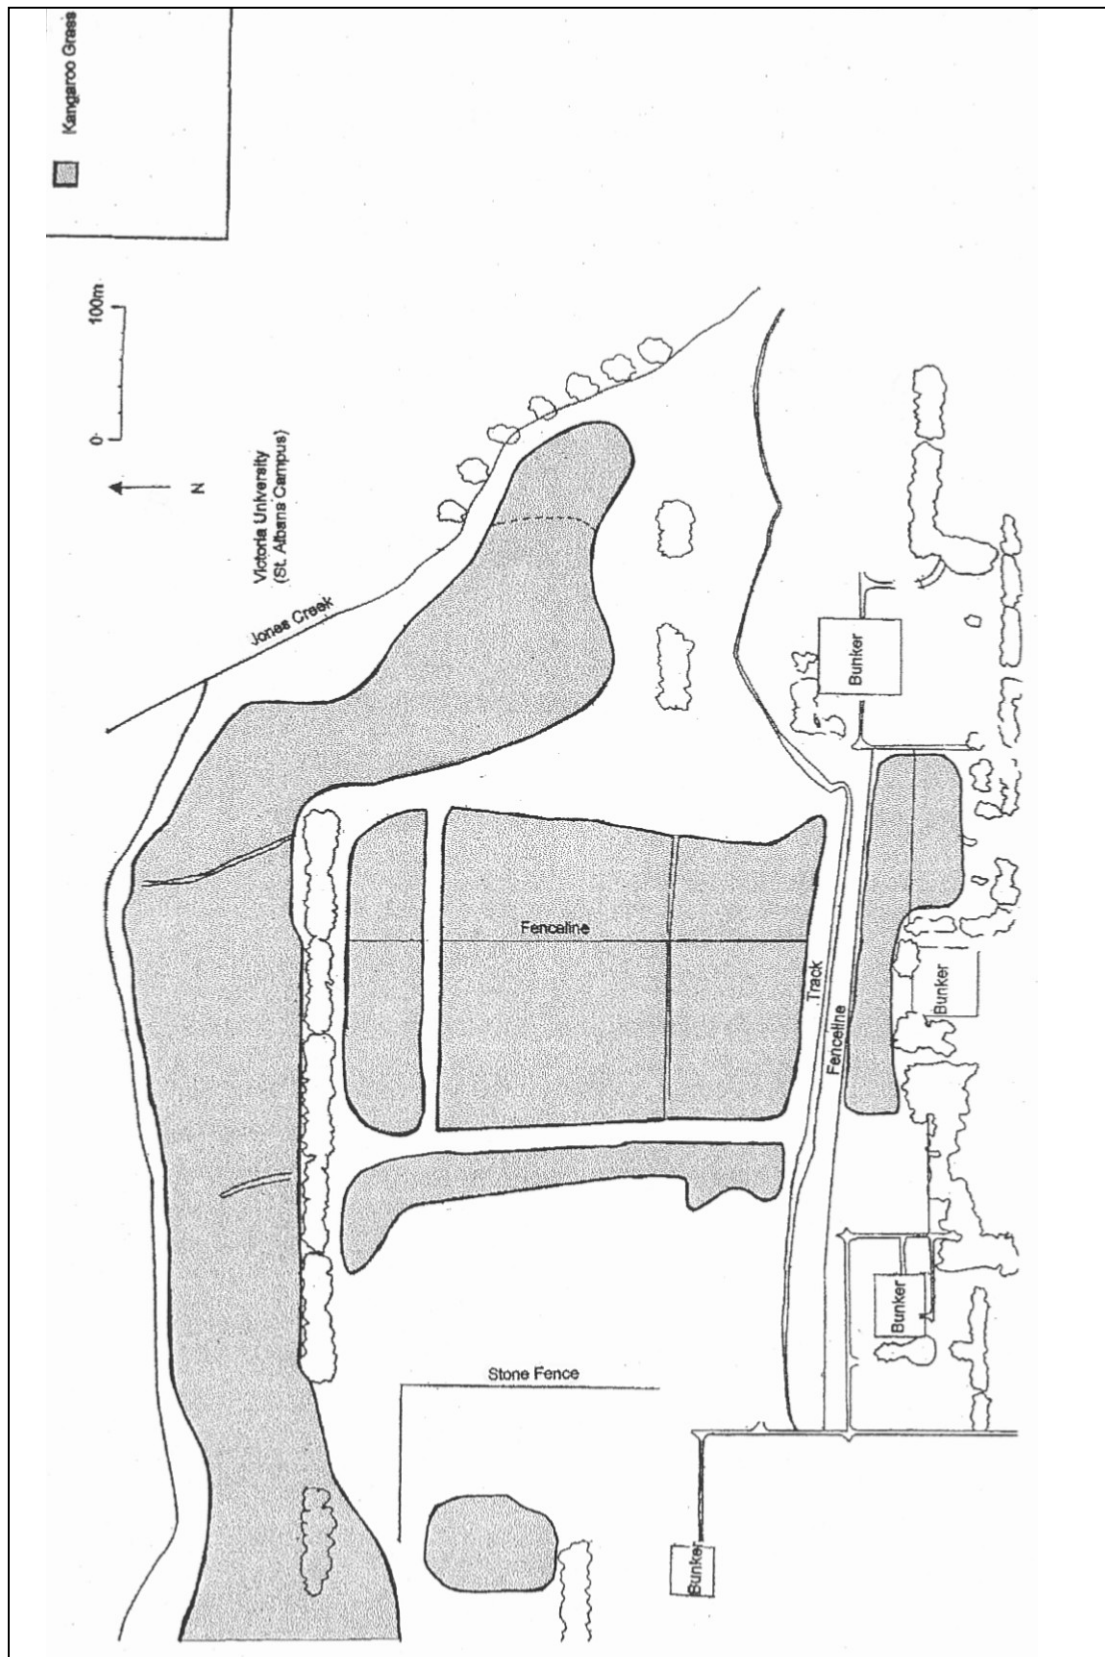 Kangaroo Grass
0
100m
N
Victoria University
(St. Albans Campus)
Jones Creek
Fenceline
Track
Fenceline
Bunker
Bunker
Bunker
Stone Fence
Bunker